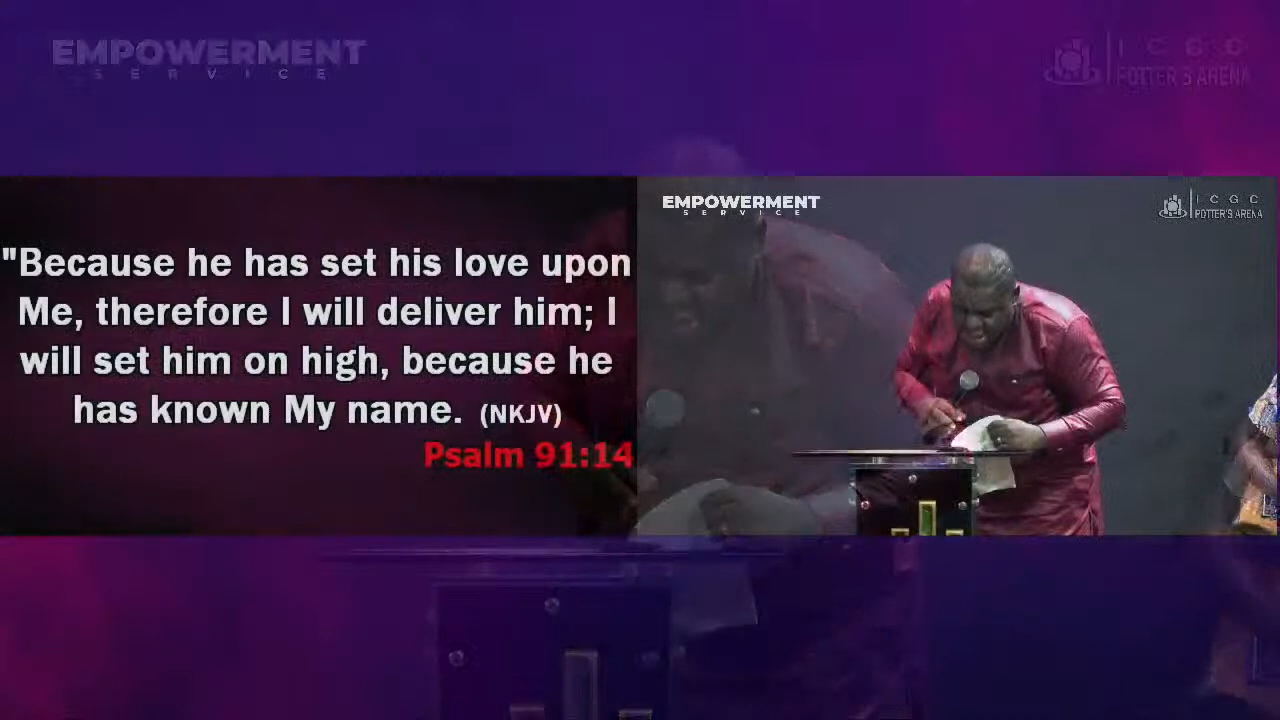 EMPOWERMENT
SERVICE
ICGC
POTTER'S ARENA
"Because he has set his love upon
Me, therefore I will deliver him; I
will set him on high, because he
has known My name. (NKJV)
Psalm 91:14
EMPOWERMENT
SERVICE
ICGC
POTTER'S ARENA